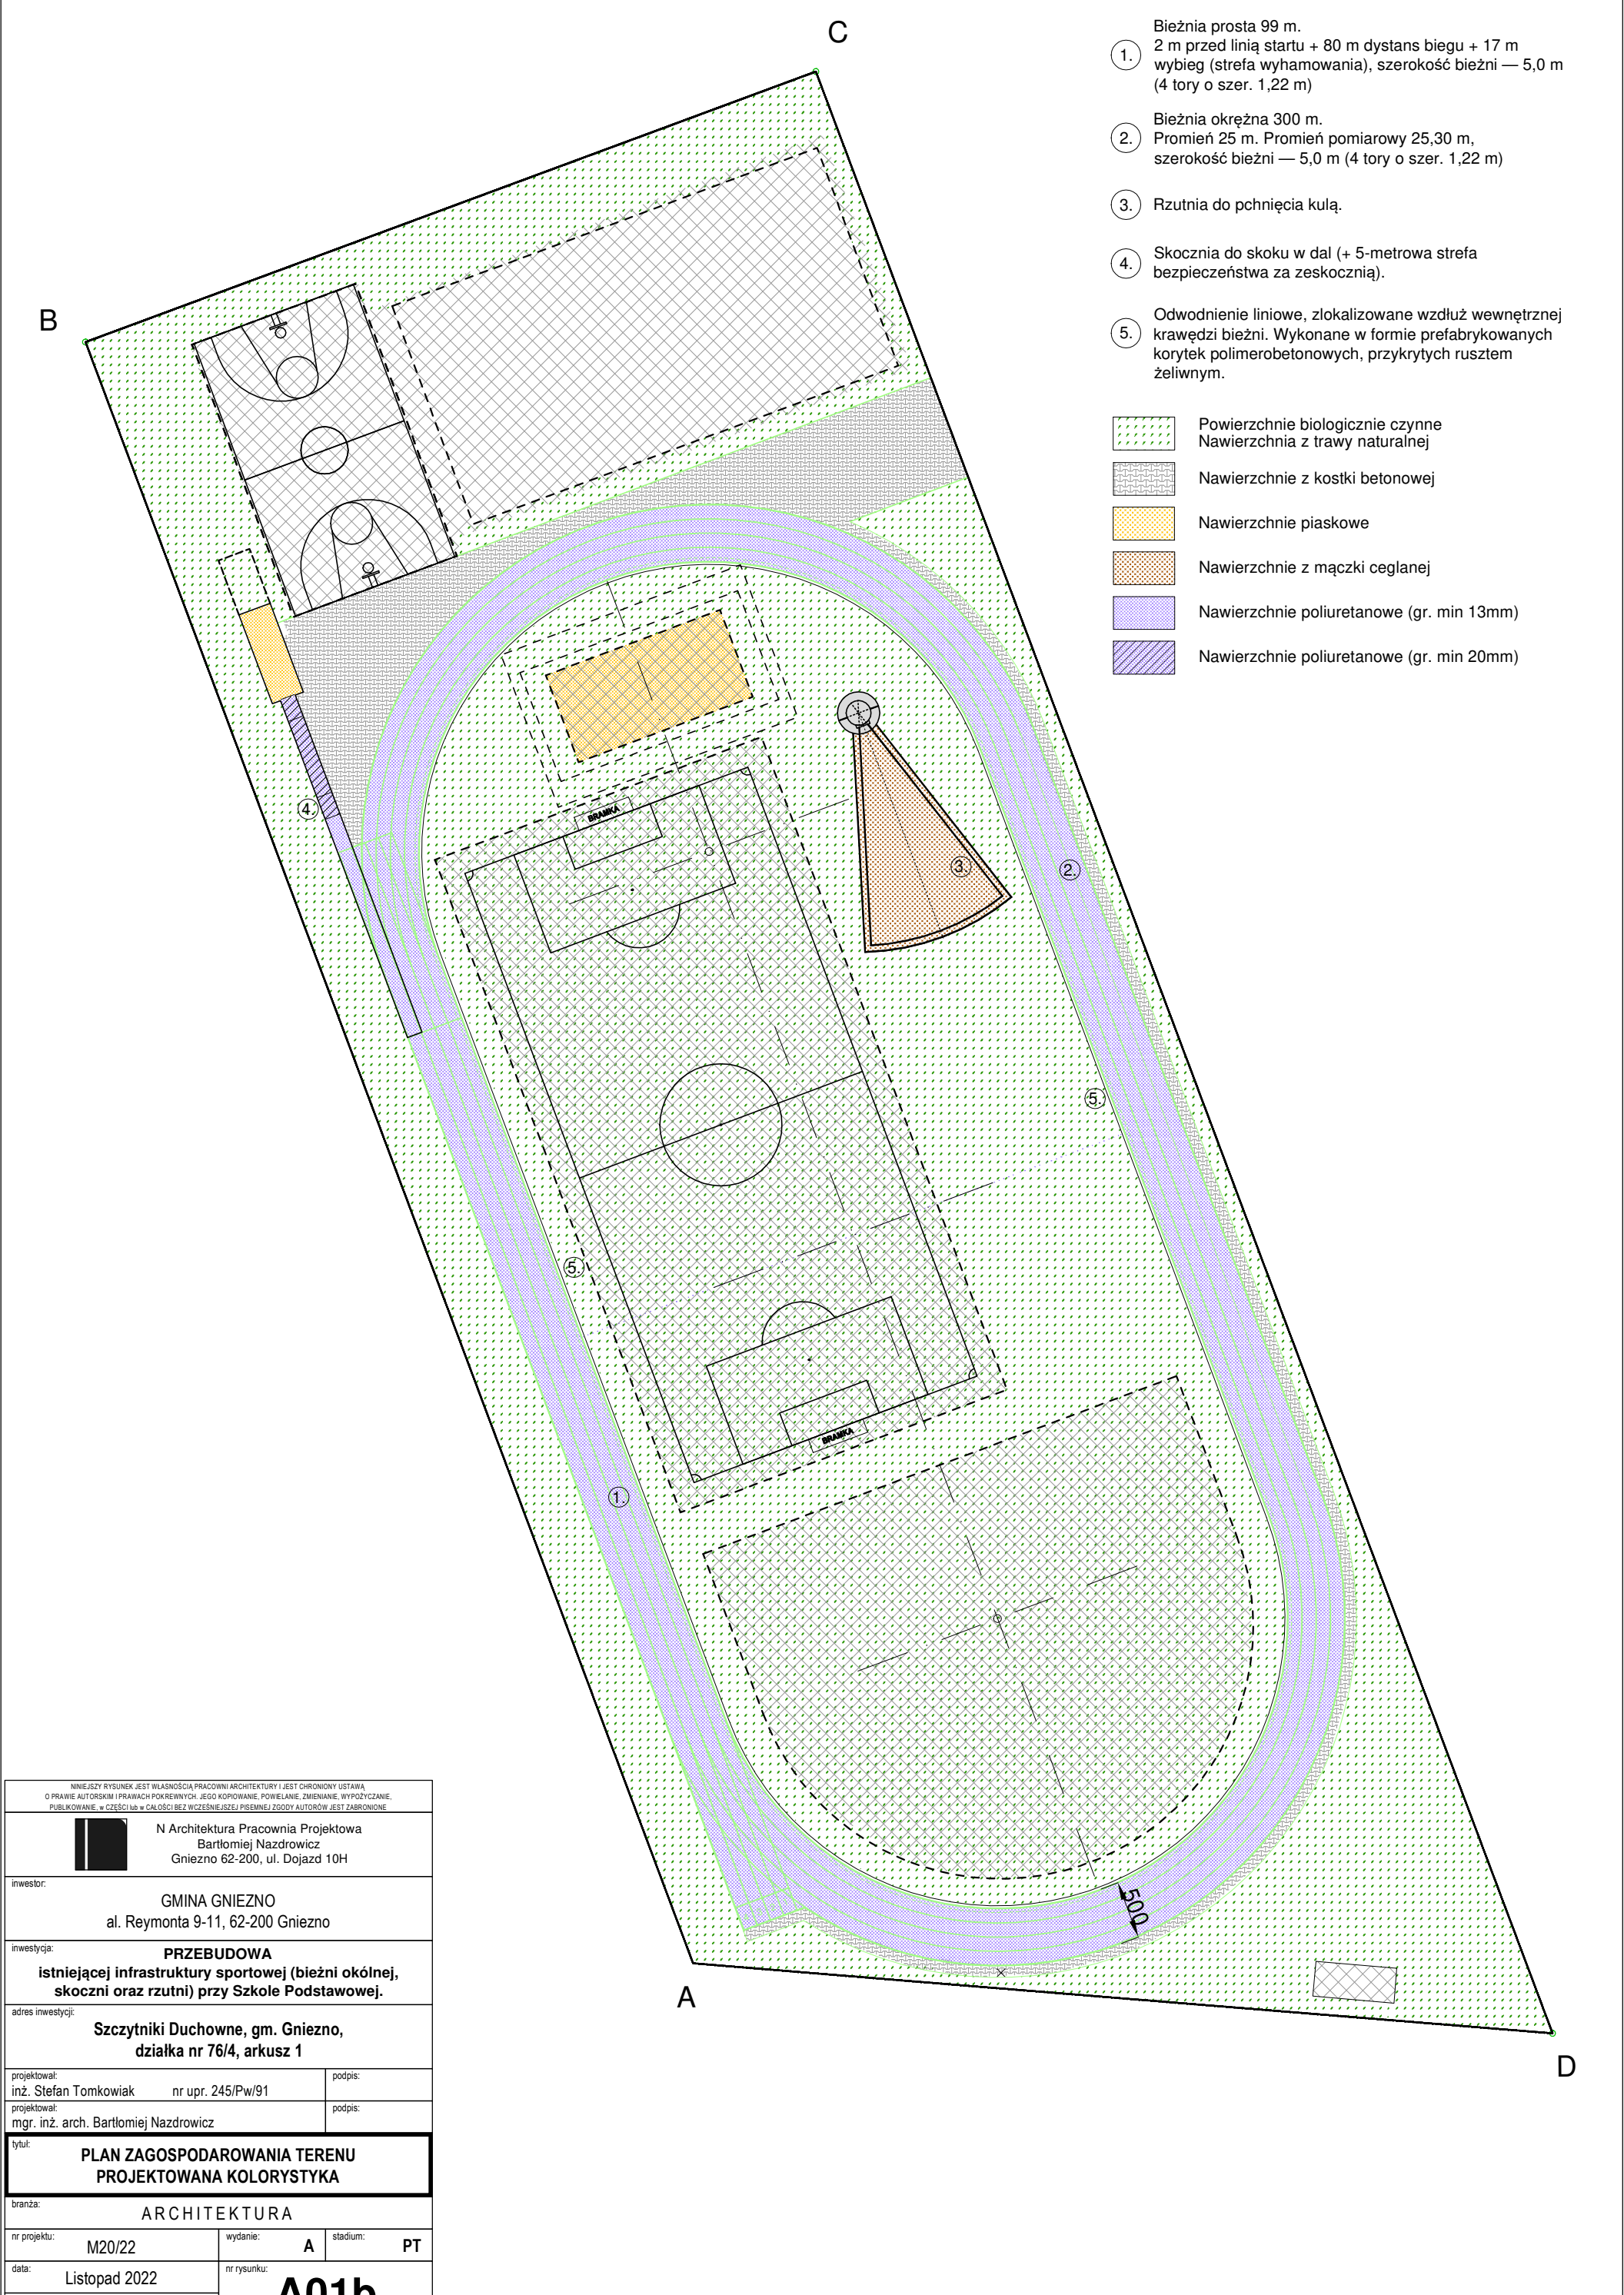 C
B
A
D
1.
Bieżnia prosta 99 m.
2 m przed linią startu + 80 m dystans biegu + 17 m
wybieg (strefa wyhamowania), szerokość bieżni — 5,0 m
(4 tory o szer. 1,22 m)
2.
Bieżnia okrężna 300 m.
Promień 25 m. Promień pomiarowy 25,30 m,
szerokość bieżni — 5,0 m (4 tory o szer. 1,22 m)
3.
Rzutnia do pchnięcia kulą.
4.
Skocznia do skoku w dal (+ 5-metrowa strefa
bezpieczeństwa za zeskocznią).
5.
Odwodnienie liniowe, zlokalizowane wzdłuż wewnętrznej
krawędzi bieżni. Wykonane w formie prefabrykowanych
korytek polimerobetonowych, przykrytych rusztem
żeliwnym.
Powierzchnie biologicznie czynne
Nawierzchnia z trawy naturalnej
Nawierzchnie z kostki betonowej
Nawierzchnie piaskowe
Nawierzchnie z mączki ceglanej
Nawierzchnie poliuretanowe (gr. min 13mm)
Nawierzchnie poliuretanowe (gr. min 20mm)
4.
BRAMKA
3.
2.
5.
5.
BRAMKA
1.
500
NINIEJSZY RYSUNEK JEST WŁASNOŚCIĄ PRACOWNI ARCHITEKTURY I JEST CHRONIONY USTAWĄ
O PRAWIE AUTORSKIM I PRAWACH POKREWNYCH. JEGO KOPIOWANIE, POWIELANIE, ZMIENIANIE, WYPOŻYCZANIE,
PUBLIKOWANIE, w CZĘŚCI lub w CAŁOŚCI BEZ WCZEŚNIEJSZEJ PISEMNEJ ZGODY AUTORÓW JEST ZABRONIONE
N Architektura Pracownia Projektowa
Bartłomiej Nazdrowicz
Gniezno 62-200, ul. Dojazd 10H
inwestor:
GMINA GNIEZNO
al. Reymonta 9-11, 62-200 Gniezno
inwestycja:
PRZEBUDOWA
istniejącej infrastruktury sportowej (bieżni okólnej,
skoczni oraz rzutni) przy Szkole Podstawowej.
adres inwestycji:
Szczytniki Duchowne, gm. Gniezno,
działka nr 76/4, arkusz 1
projektował:
inż. Stefan Tomkowiak nr upr. 245/Pw/91
podpis:
projektował:
mgr. inż. arch. Bartłomiej Nazdrowicz
podpis:
tytuł:
PLAN ZAGOSPODAROWANIA TERENU
PROJEKTOWANA KOLORYSTYKA
branża:
ARCHITEKTURA
nr projektu:
M20/22
wydanie:
A
stadium:
PT
data:
Listopad 2022
nr rysunku:
A01b